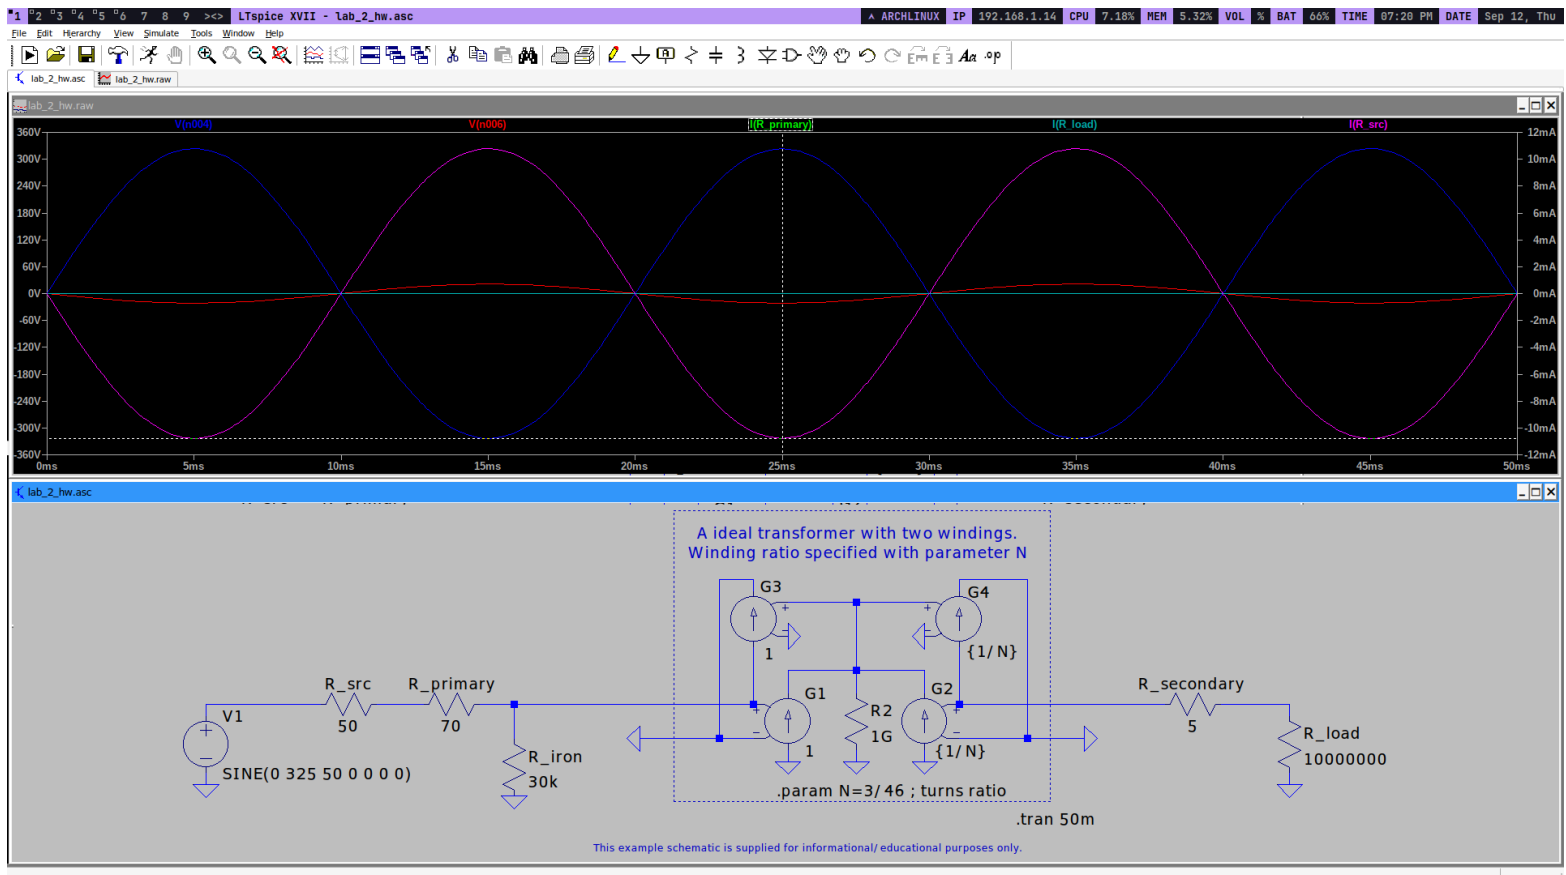 1 2 3 4 5 6 7 8 9 ><> LTspice XVII - lab_2_hw.asc ^ ARCHLINUX IP 192.168.1.14 CPU 7.18% MEM 5.32% VOL % BAT 66% TIME 07:20 PM DATE Sep 12, Thu
File Edit Hierarchy View Simulate Tools Window Help
Aa .op
lab_2_hw.asc lab_2_hw.raw
lab_2_hw.raw
V(n004) V(n006) I(R_primary) I(R_load) I(R_src)
360V 12mA
300V 10mA
240V 8mA
180V 6mA
120V 4mA
60V 2mA
0V 0mA
-60V -2mA
-120V -4mA
-180V -6mA
-240V -8mA
-300V -10mA
-360V -12mA
0ms 5ms 10ms 15ms 20ms 25ms 30ms 35ms 40ms 45ms 50ms
lab_2_hw.asc
A ideal transformer with two windings.
Winding ratio specified with parameter N
G3 G4
1 {1/N}
R_src R_primary G1 G2 R_secondary
V1 50 70 R2 5 R_load
R_iron 1 1G {1/N} 10000000
SINE(0 325 50 0 0 0 0) 30k
.param N=3/46 ; turns ratio
.tran 50m
This example schematic is supplied for informational/educational purposes only.